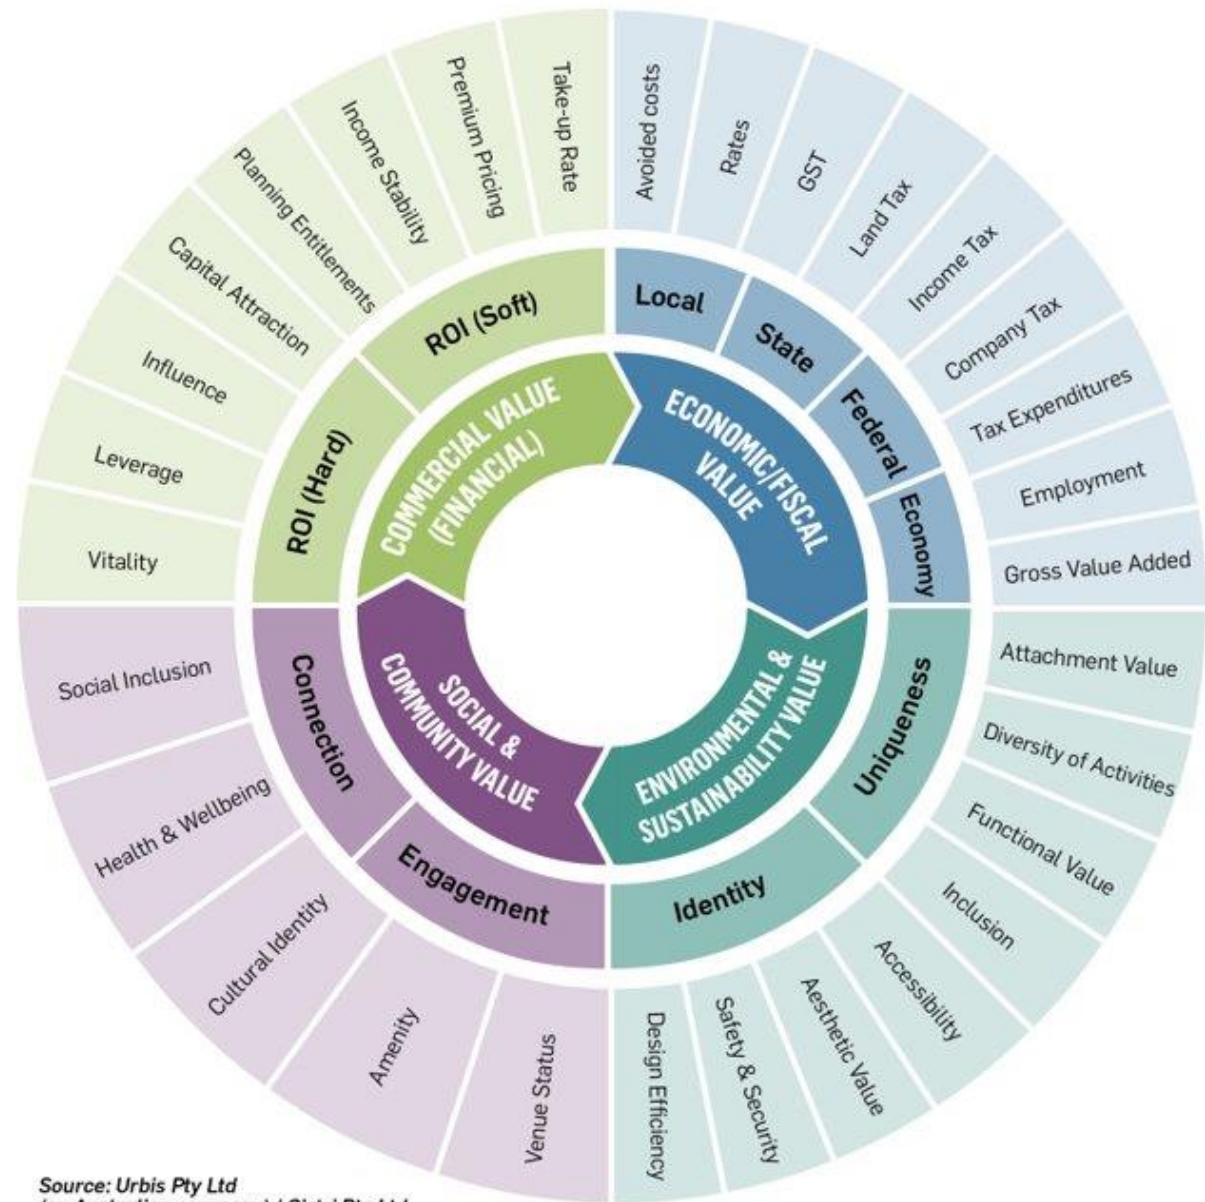 Take-up Rate
Premium Pricing
Income Stability
Planning Entitlements
Capital Attraction
Influence
Leverage
Vitality
Avoided costs
Rates
GST
Land Tax
Income Tax
Company Tax
Tax Expenditures
Employment
Gross Value Added
ROI (Soft)
ROI (Hard)
Local
State
Federal
Economy
COMMERCIAL VALUE
(FINANCIAL)
ECONOMIC/FISCAL
VALUE
SOCIAL &
COMMUNITY VALUE
ENVIRONMENTAL &
SUSTAINABILITY VALUE
Connection
Engagement
Uniqueness
Identity
Attachment Value
Diversity of Activities
Functional Value
Inclusion
Accessibility
Aesthetic Value
Safety & Security
Design Efficiency
Social Inclusion
Health & Wellbeing
Cultural Identity
Amenity
Venue Status
Source: Urbis Pty Ltd